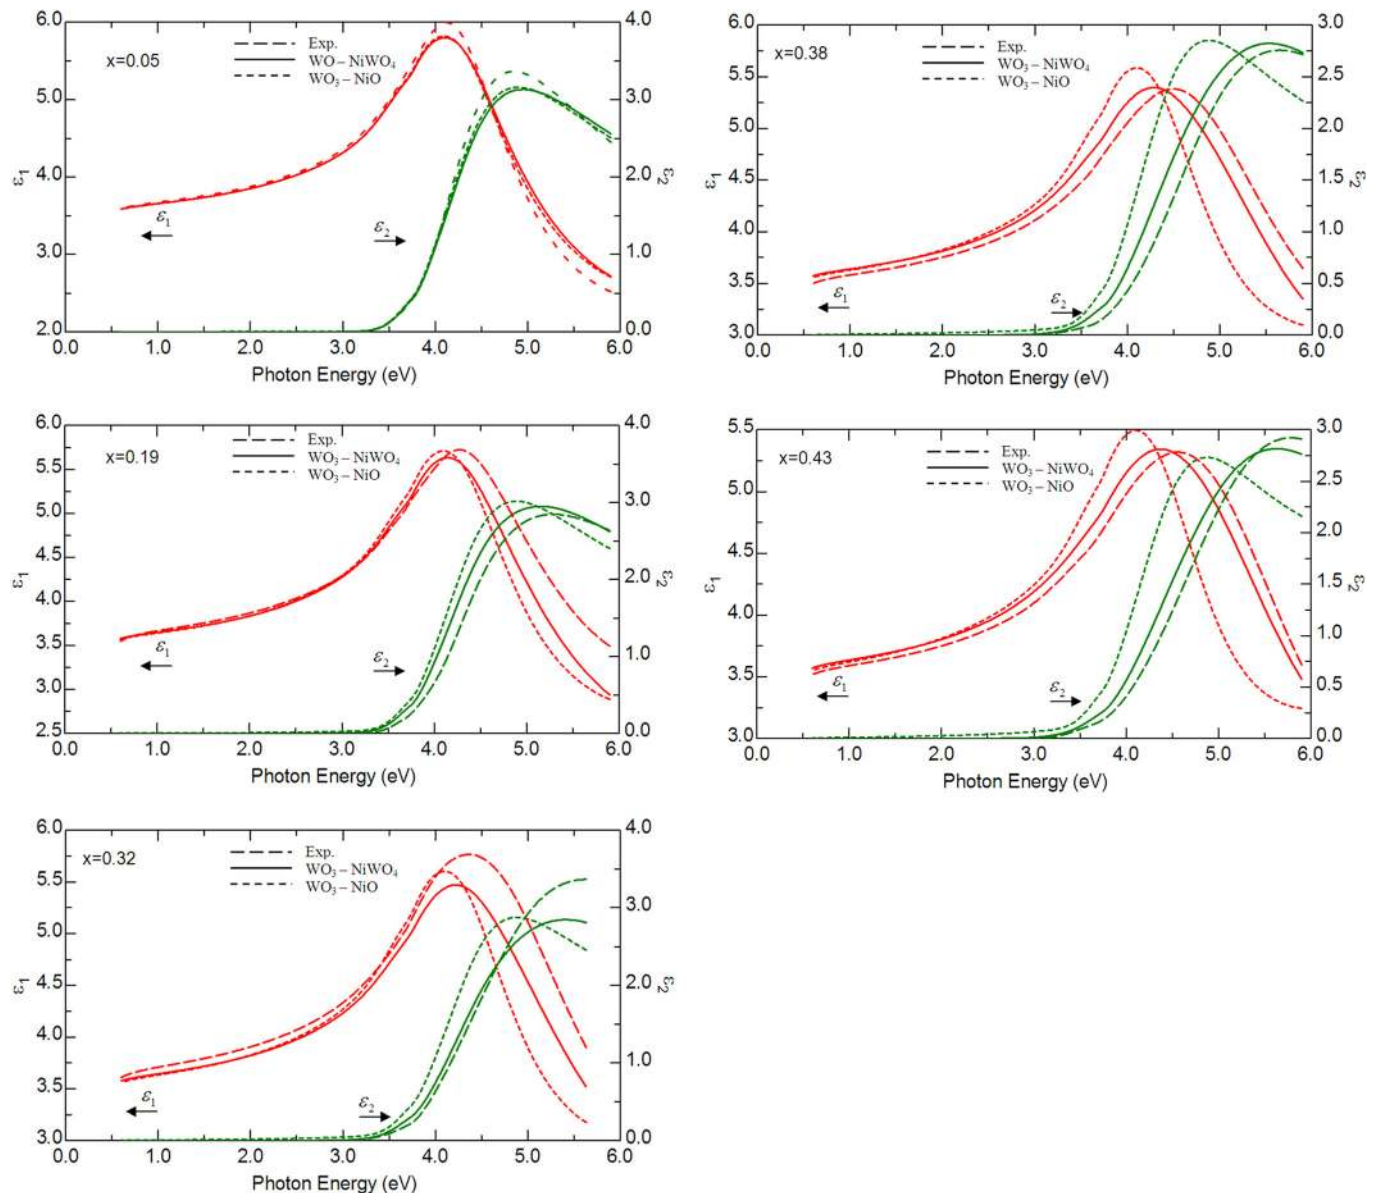 x=0.05
Exp.
WO – NiWO₄
WO₃ – NiO
6.0
5.0
4.0
3.0
2.0
ε₁
4.0
3.0
2.0
1.0
0.0
ε₂
ε₁
ε₂
0.0 1.0 2.0 3.0 4.0 5.0 6.0
Photon Energy (eV)
x=0.38
Exp.
WO₃ – NiWO₄
WO₃ – NiO
6.0
5.5
5.0
4.5
4.0
3.5
3.0
ε₁
3.0
2.5
2.0
1.5
1.0
0.5
0.0
ε₂
ε₁
ε₂
0.0 1.0 2.0 3.0 4.0 5.0 6.0
Photon Energy (eV)
x=0.19
Exp.
WO₃ – NiWO₄
WO₃ – NiO
6.0
5.5
5.0
4.5
4.0
3.5
3.0
2.5
ε₁
4.0
3.0
2.0
1.0
0.0
ε₂
ε₁
ε₂
0.0 1.0 2.0 3.0 4.0 5.0 6.0
Photon Energy (eV)
x=0.43
Exp.
WO₃ – NiWO₄
WO₃ – NiO
5.5
5.0
4.5
4.0
3.5
3.0
ε₁
3.0
2.5
2.0
1.5
1.0
0.5
0.0
ε₂
ε₁
ε₂
0.0 1.0 2.0 3.0 4.0 5.0 6.0
Photon Energy (eV)
x=0.32
Exp.
WO₃ – NiWO₄
WO₃ – NiO
6.0
5.5
5.0
4.5
4.0
3.5
3.0
ε₁
4.0
3.0
2.0
1.0
0.0
ε₂
ε₁
ε₂
0.0 1.0 2.0 3.0 4.0 5.0 6.0
Photon Energy (eV)